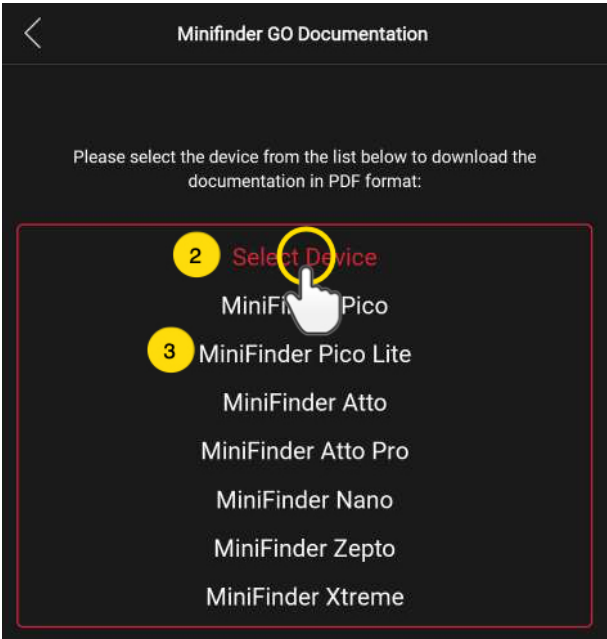 Minifinder GO Documentation
Please select the device from the list below to download the
documentation in PDF format:
2 Select Device
MiniFi Pico
3 MiniFinder Pico Lite
MiniFinder Atto
MiniFinder Atto Pro
MiniFinder Nano
MiniFinder Zepto
MiniFinder Xtreme